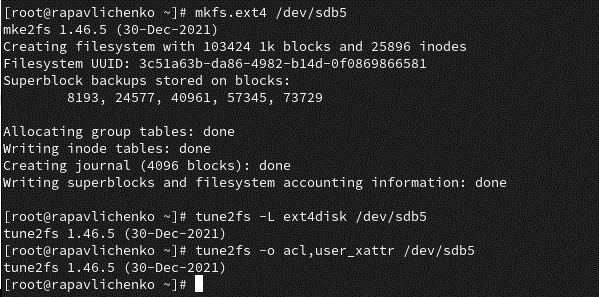 [root@rapavlichenko ~]# mkfs.ext4 /dev/sdb5
mke2fs 1.46.5 (30-Dec-2021)
Creating filesystem with 103424 1k blocks and 25896 inodes
Filesystem UUID: 3c51a63b-da86-4982-b14d-0f0869866581
Superblock backups stored on blocks:
        8193, 24577, 40961, 57345, 73729

Allocating group tables: done
Writing inode tables: done
Creating journal (4096 blocks): done
Writing superblocks and filesystem accounting information: done

[root@rapavlichenko ~]# tune2fs -L ext4disk /dev/sdb5
tune2fs 1.46.5 (30-Dec-2021)
[root@rapavlichenko ~]# tune2fs -o acl,user_xattr /dev/sdb5
tune2fs 1.46.5 (30-Dec-2021)
[root@rapavlichenko ~]#